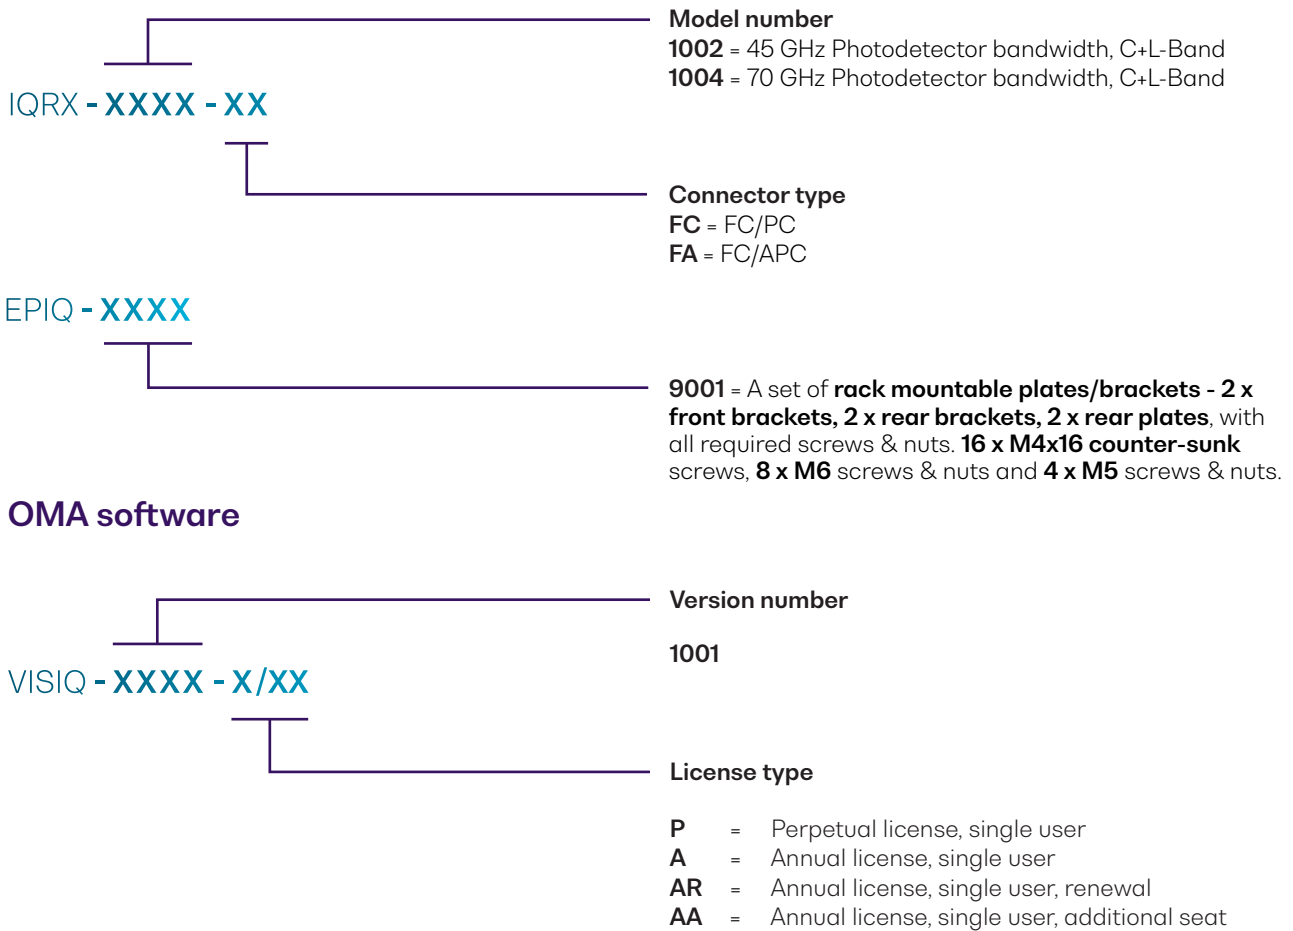 Model number
1002 = 45 GHz Photodetector bandwidth, C+L-Band
1004 = 70 GHz Photodetector bandwidth, C+L-Band
IQRX - XXXX - XX
Connector type
FC = FC/PC
FA = FC/APC
EPIQ - XXXX
9001 = A set of rack mountable plates/brackets - 2 x
front brackets, 2 x rear brackets, 2 x rear plates, with
all required screws & nuts. 16 x M4x16 counter-sunk
screws, 8 x M6 screws & nuts and 4 x M5 screws & nuts.
OMA software
Version number
1001
VISIQ - XXXX - X/XX
License type
P = Perpetual license, single user
A = Annual license, single user
AR = Annual license, single user, renewal
AA = Annual license, single user, additional seat